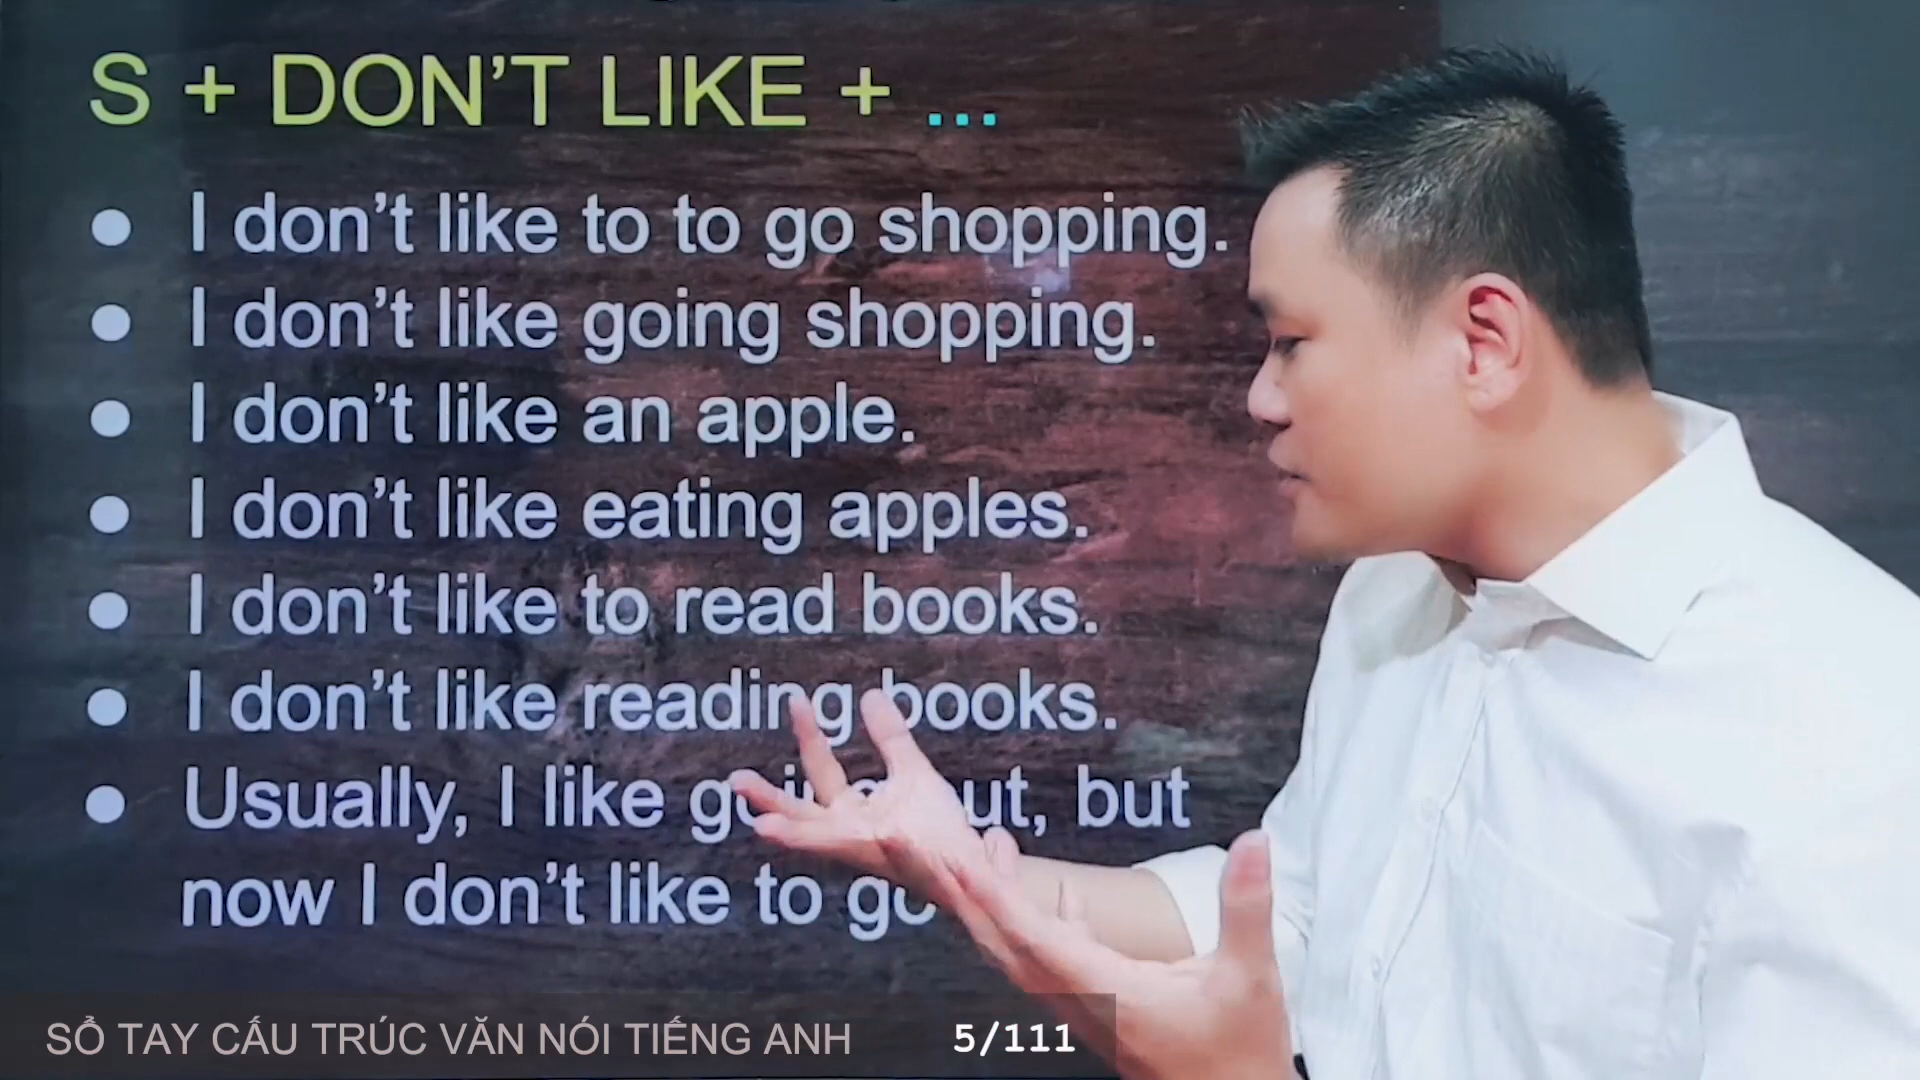 S + DON’T LIKE + ...
● I don’t like to to go shopping.
● I don’t like going shopping.
● I don’t like an apple.
● I don’t like eating apples.
● I don’t like to read books.
● I don’t like reading books.
● Usually, I like but
now I don’t like to
SỔ TAY CẤU TRÚC VĂN NÓI TIẾNG ANH 5/111